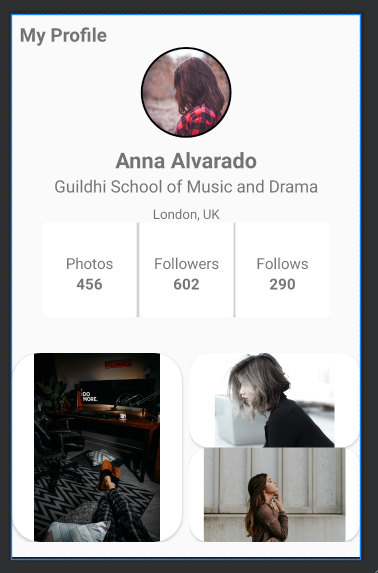 My Profile
Anna Alvarado
Guildhi School of Music and Drama
London, UK
Photos Followers Follows
456 602 290
DO
MORE.